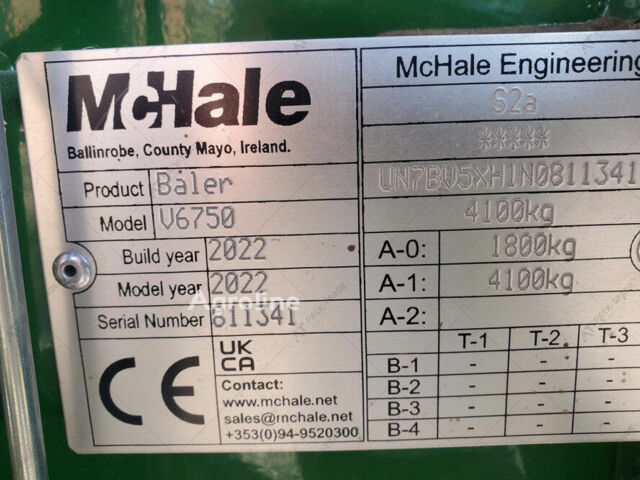 McHale
Ballinrobe, County Mayo, Ireland.
Product Baler
Model V6750
Build year 2022
Model year 2022
Serial Number 811341
CE
UK
CA
Contact:
www.mchale.net
sales@mchale.net
+353(0)94-9520300
McHale Engineering
S2a
*****
UN7BV5XH1N0811341
4100kg
A-0: 1800kg
A-1: 4100kg
A-2:
T-1 T-2 T-3
B-1 - - -
B-2 - - -
B-3 - - -
B-4 - - -
Agroline